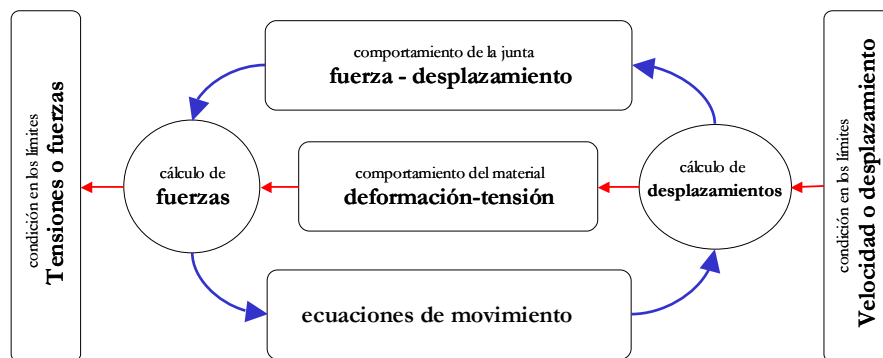 condición en los límites
Tensiones o fuerzas
comportamiento de la junta
fuerza - desplazamiento
cálculo de
fuerzas
comportamiento del material
deformación-tensión
cálculo de
desplazamientos
ecuaciones de movimiento
condición en los límites
Velocidad o desplazamiento